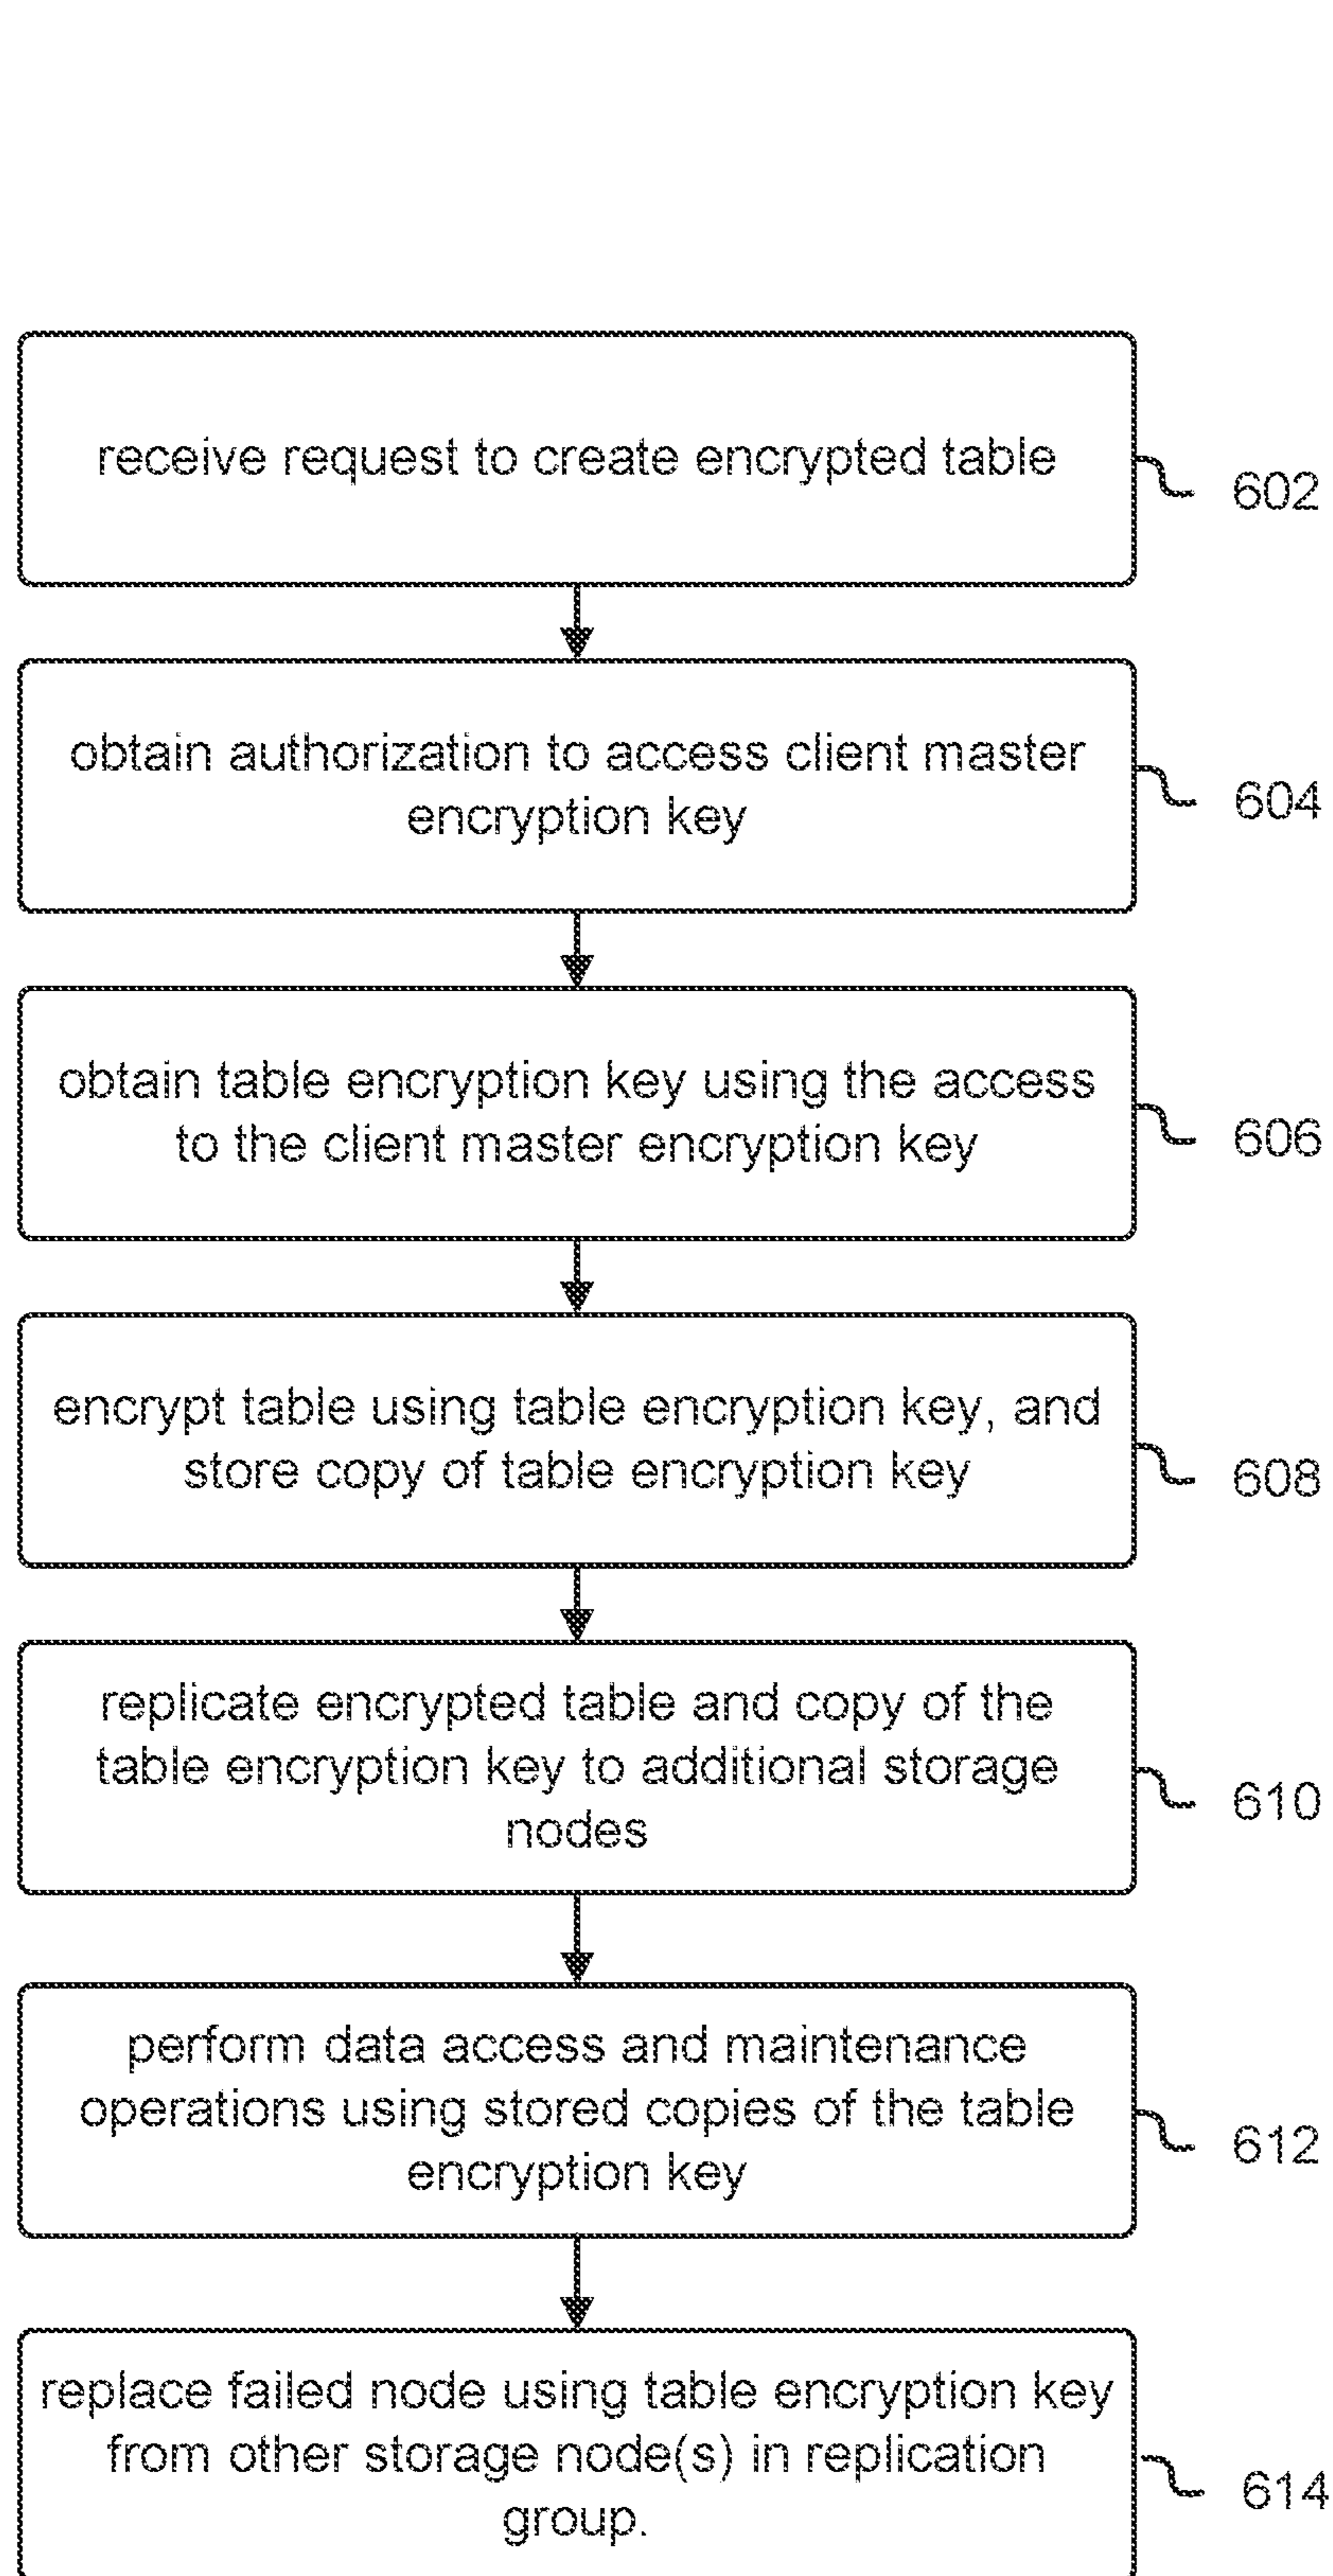 receive request to create encrypted table
602
obtain authorization to access client master
encryption key
604
obtain table encryption key using the access
to the client master encryption key
606
encrypt table using table encryption key, and
store copy of table encryption key
608
replicate encrypted table and copy of the
table encryption key to additional storage
nodes
610
perform data access and maintenance
operations using stored copies of the table
encryption key
612
replace failed node using table encryption key
from other storage node(s) in replication
group.
614